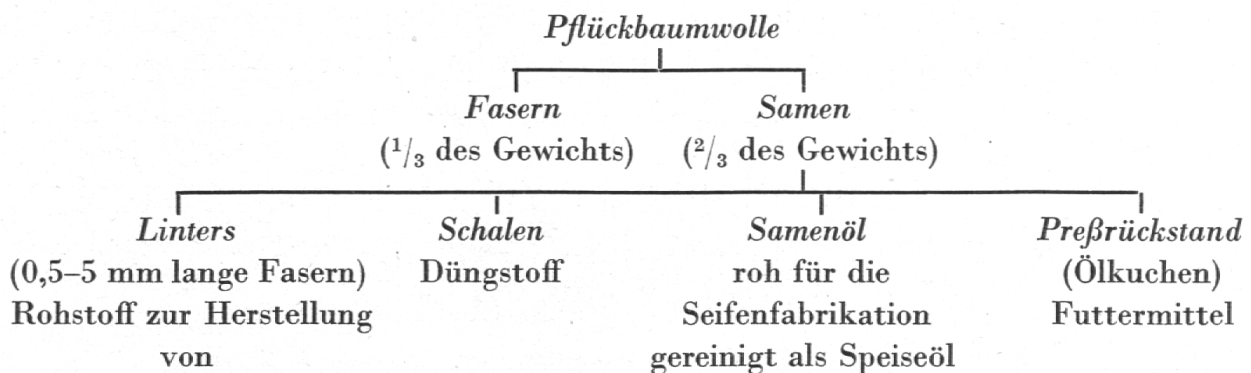 Pflückbaumwolle
Fasern Samen
(1/3 des Gewichts) (2/3 des Gewichts)
Linters Schalen Samenöl Preßrückstand
(0,5–5 mm lange Fasern) Düngstoff roh für die (Ölkuchen)
Rohstoff zur Herstellung Seifenfabrikation Futtermittel
von gereinigt als Speiseöl